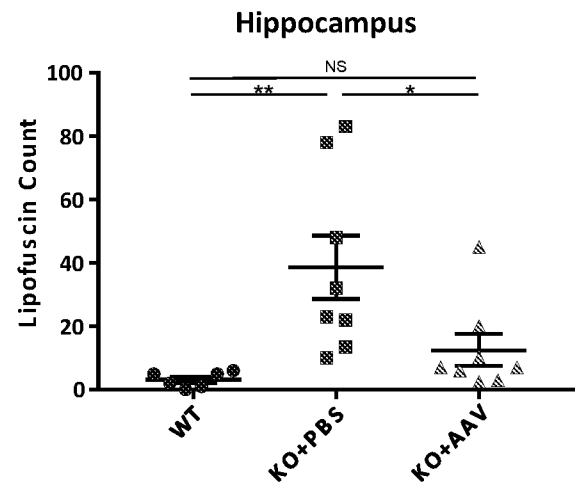 Hippocampus
NS
**
*
Lipofuscin Count
100
80
60
40
20
0
WT
KO+PBS
KO+AAV